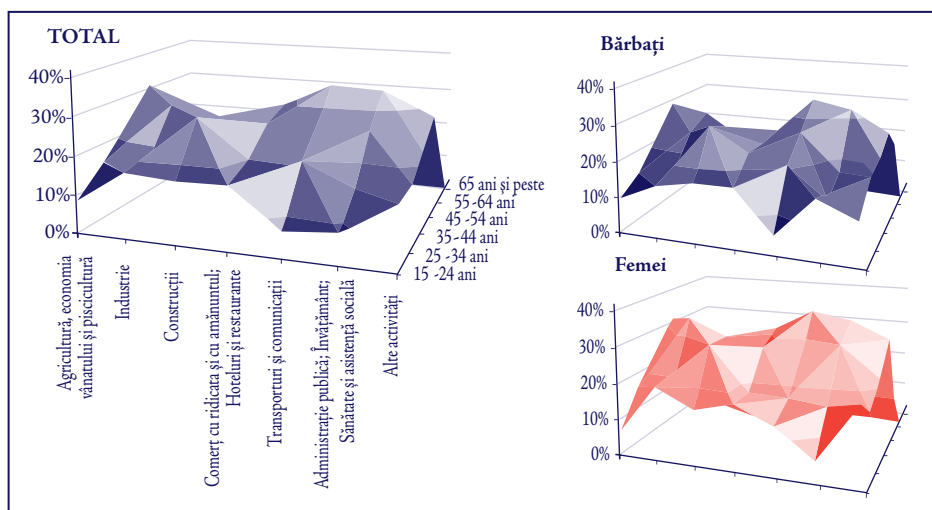 TOTAL
40%
30%
20%
10%
0%
65 ani și peste
55 -64 ani
45 -54 ani
35 -44 ani
25 -34 ani
15 -24 ani
Agricultură, economia
vânatului și piscicultură
Industrie
Construcții
Comerț cu ridicata și cu amănuntul;
Hoteluri și restaurante
Transporturi și comunicații
Administrație publică; Învățământ;
Sănătate și asistență socială
Alte activități
Bărbați
40%
30%
20%
10%
0%
Femei
40%
30%
20%
10%
0%